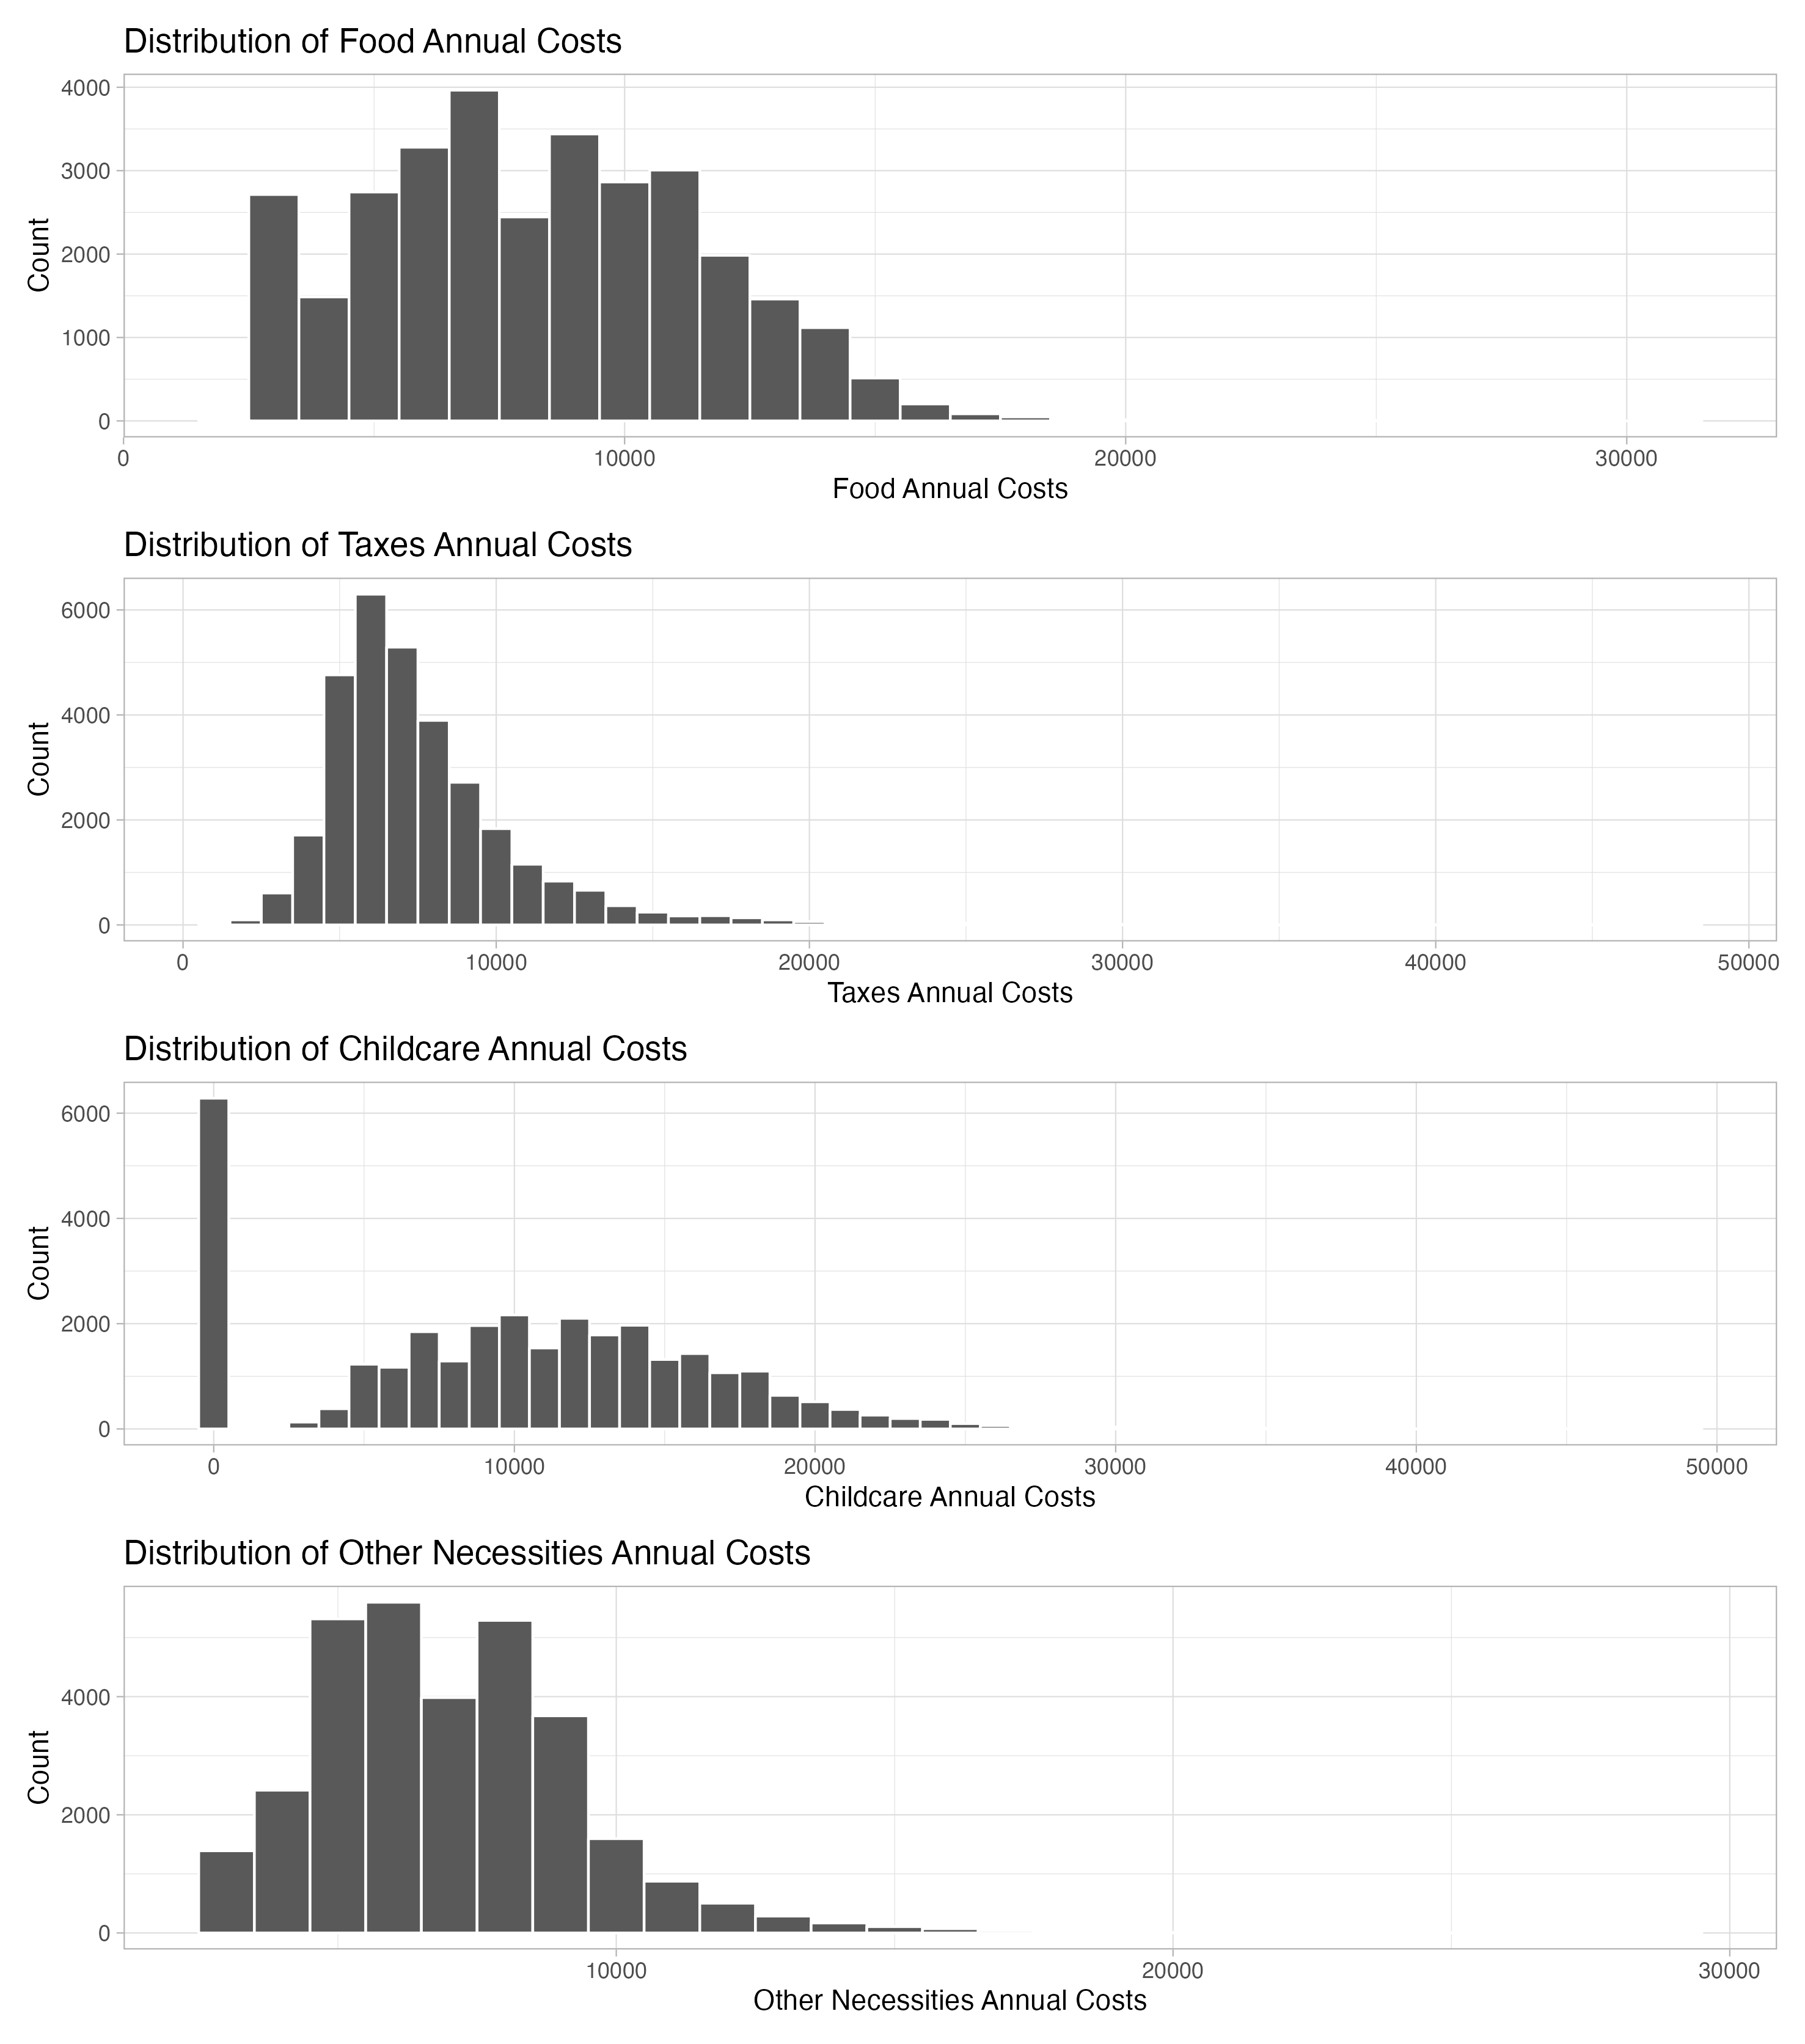 Distribution of Food Annual Costs
4000
3000
2000
1000
0
Count
0 10000 20000 30000
Food Annual Costs
Distribution of Taxes Annual Costs
6000
4000
2000
0
Count
0 10000 20000 30000 40000 50000
Taxes Annual Costs
Distribution of Childcare Annual Costs
6000
4000
2000
0
Count
0 10000 20000 30000 40000 50000
Childcare Annual Costs
Distribution of Other Necessities Annual Costs
4000
2000
0
Count
10000 20000 30000
Other Necessities Annual Costs